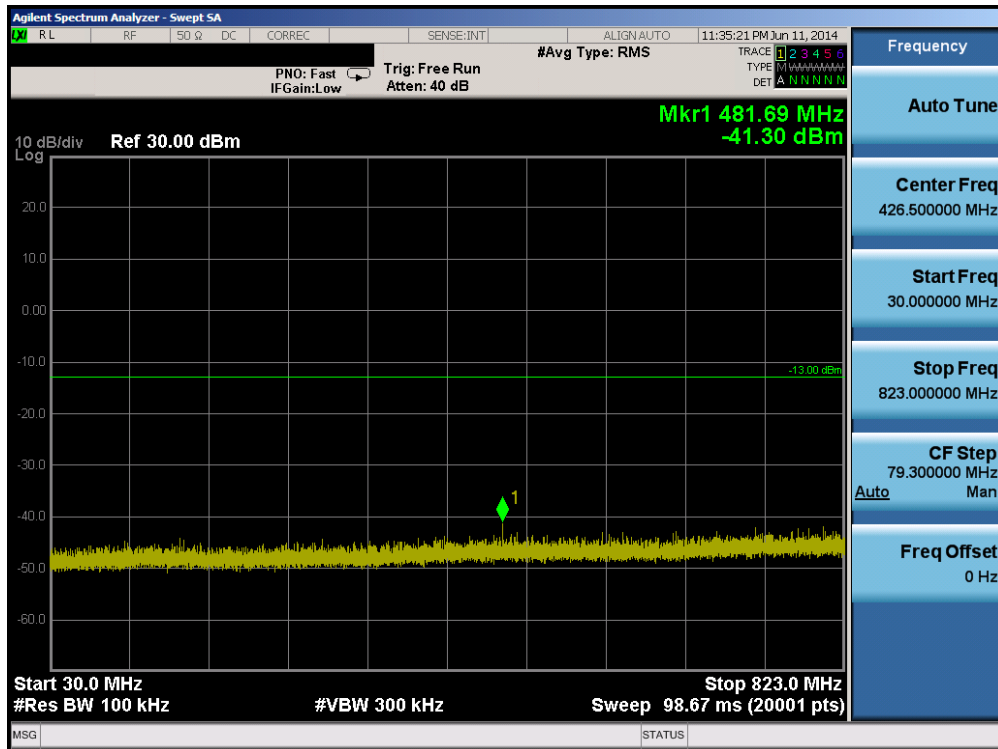 Agilent Spectrum Analyzer - Swept SA
LXI RL RF 50 Ω DC CORREC SENSE:INT ALIGN AUTO 11:35:21 PM Jun 11, 2014
#Avg Type: RMS TRACE 1 2 3 4 5 6
PNO: Fast Trig: Free Run TYPE M W W W W W
IFGain:Low Atten: 40 dB DET A N N N N N
Mkr1 481.69 MHz
-41.30 dBm
10 dB/div Ref 30.00 dBm
Log
20.0
10.0
0.00
-10.0
-13.00 dBm
-20.0
-30.0
-40.0
1
-50.0
-60.0
Start 30.0 MHz Stop 823.0 MHz
#Res BW 100 kHz #VBW 300 kHz Sweep 98.67 ms (20001 pts)
MSG STATUS
Frequency
Auto Tune
Center Freq
426.500000 MHz
Start Freq
30.000000 MHz
Stop Freq
823.000000 MHz
CF Step
79.300000 MHz
Auto Man
Freq Offset
0 Hz